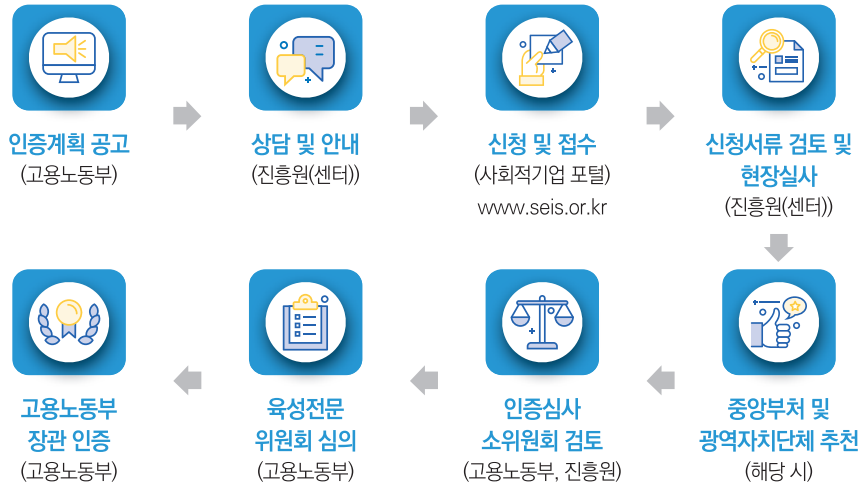 인증계획 공고
(고용노동부)
상담 및 안내
(진흥원(센터))
신청 및 접수
(사회적기업 포털)
www.seis.or.kr
신청서류 검토 및
현장실사
(진흥원(센터))
중앙부처 및
광역자치단체 추천
(해당 시)
인증심사
소위원회 검토
(고용노동부, 진흥원)
육성전문
위원회 심의
(고용노동부)
고용노동부
장관 인증
(고용노동부)